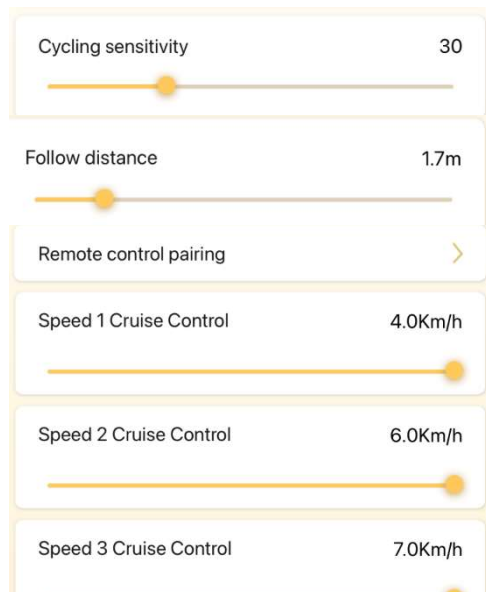 Cycling sensitivity 30
Follow distance 1.7m
Remote control pairing
Speed 1 Cruise Control 4.0Km/h
Speed 2 Cruise Control 6.0Km/h
Speed 3 Cruise Control 7.0Km/h